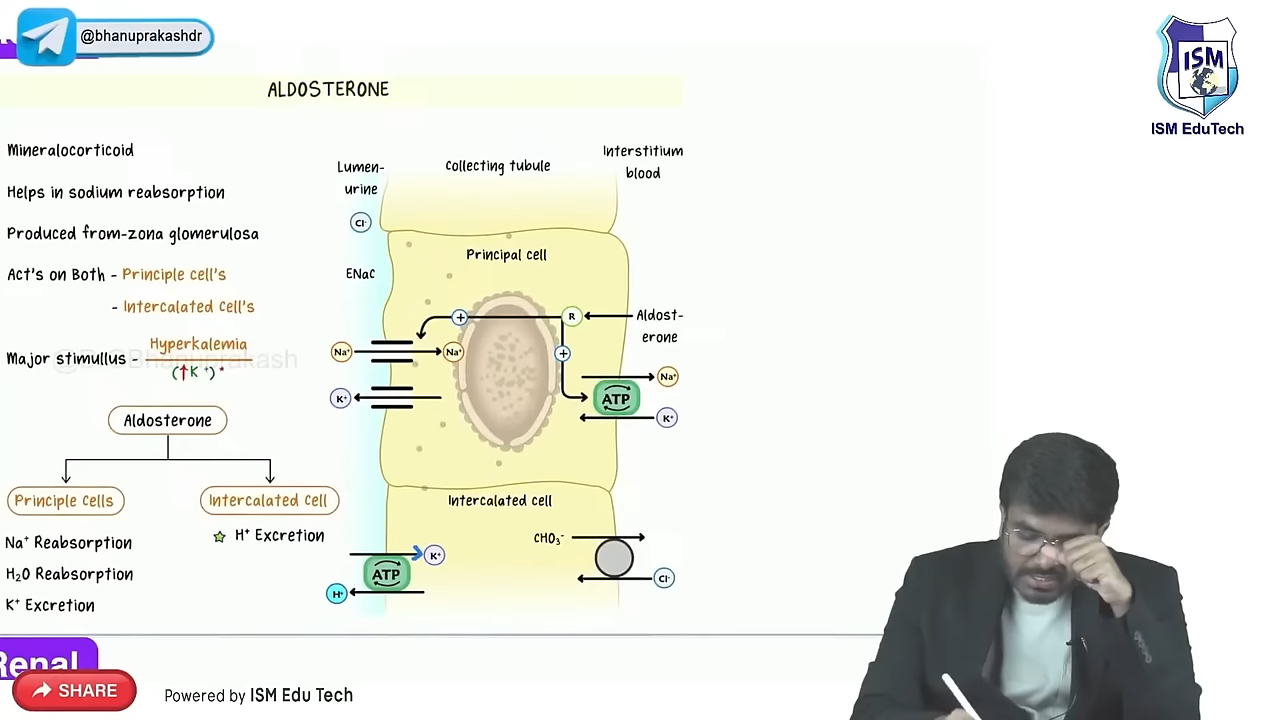 @bhanuprakashdr
ISM
ISM EduTech
ALDOSTERONE
Mineralocorticoid
Helps in sodium reabsorption
Produced from-zona glomerulosa
Act's on Both - Principle cell's
- Intercalated Cell's
Major stimullus - Hyperkalemia
(↑K⁺)*
Aldosterone
Principle Cells
Intercalated Cell
Na⁺ Reabsorption
H₂O Reabsorption
K⁺ Excretion
H⁺ Excretion
Lumen-
urine
Collecting tubule
Interstitium
blood
Cl⁻
Principal cell
ENac
+
R
Aldost-
erone
Na⁺
Na⁺
+
Na⁺
K⁺
ATP
K⁺
Intercalated cell
CHO₃⁻
K⁺
ATP
H⁺
Cl⁻
Renal
SHARE
Powered by ISM Edu Tech